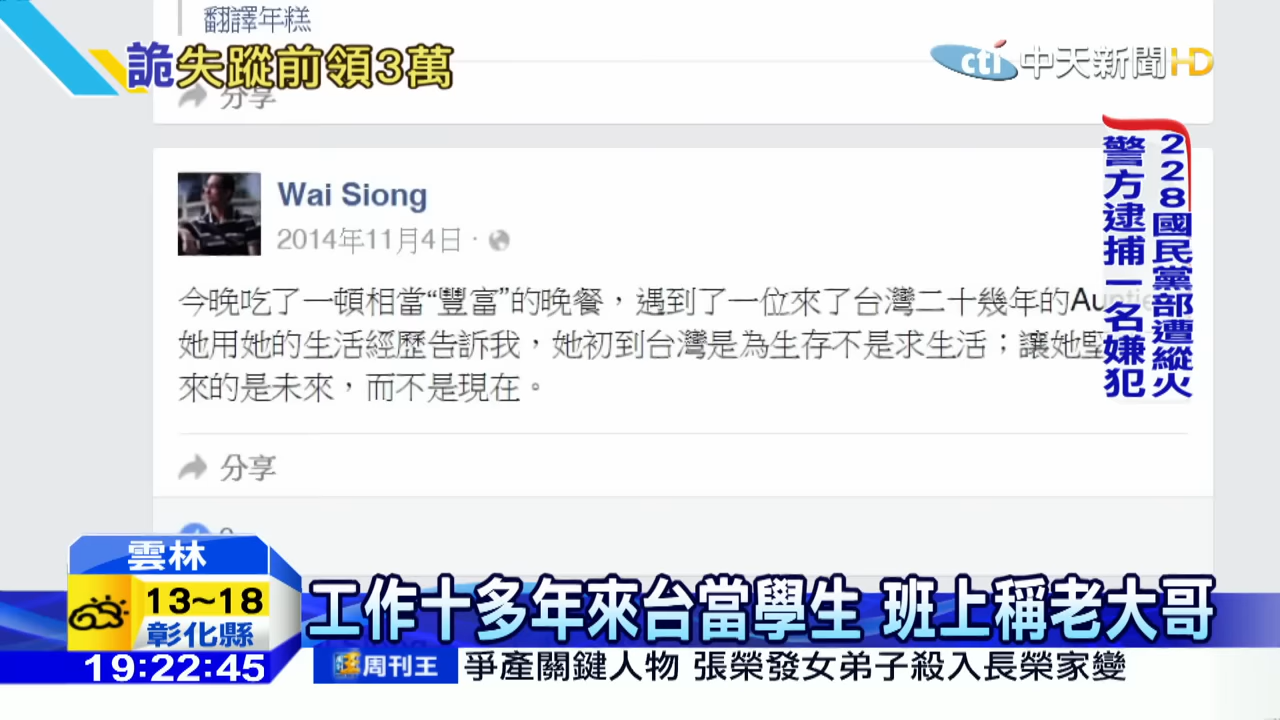 翻譯年糕
詭失蹤前領3萬
cti 中天新聞HD
分享
228國民黨部遭縱火
警方逮捕一名嫌犯
Wai Siong
2014年11月4日
今晚吃了一頓相當“豐富”的晚餐，遇到了一位來了台灣二十幾年的Auntie
她用她的生活經歷告訴我，她初到台灣是為生存不是求生活；讓她堅
來的是未來，而不是現在。
分享
雲林
13~18
彰化縣
工作十多年來台當學生 班上稱老大哥
19:22:45
周刊王
爭產關鍵人物 張榮發女弟子殺入長榮家變